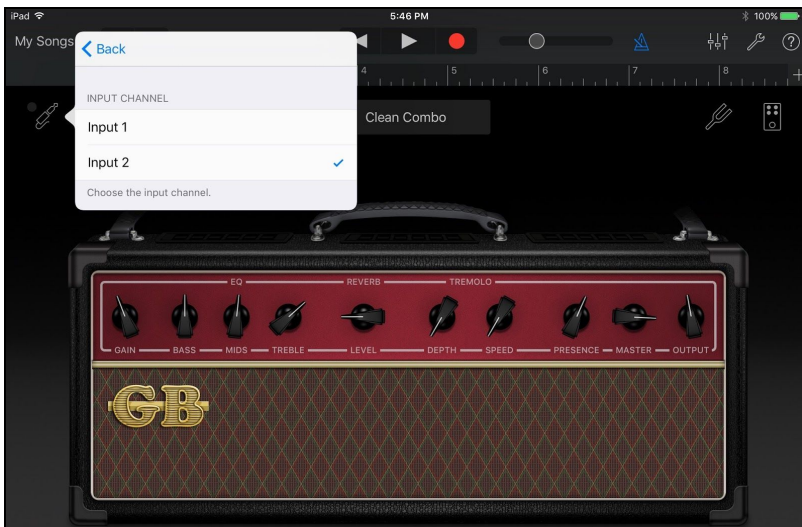 iPad 5:46 PM 100%
My Songs
Back
4 5 6 7 8 +
INPUT CHANNEL
Input 1
Clean Combo
Input 2
Choose the input channel.
EQ REVERB TREMOLO
GAIN BASS MIDS TREBLE LEVEL DEPTH SPEED PRESENCE MASTER OUTPUT
GB